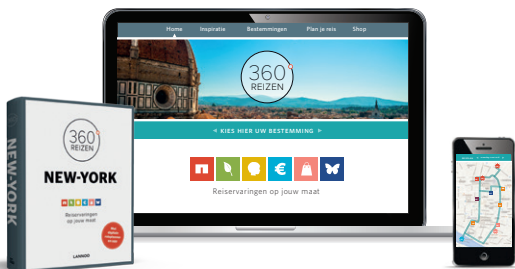 Home Inspiratie Bestemmingen Plan je reis Shop
360°
REIZEN
◄ KIES HIER UW BESTEMMING ►
Reiservaringen op jouw maat
NEW-YORK
360°
REIZEN
NEW-YORK
Reiservaringen
op jouw maat
LANNOO